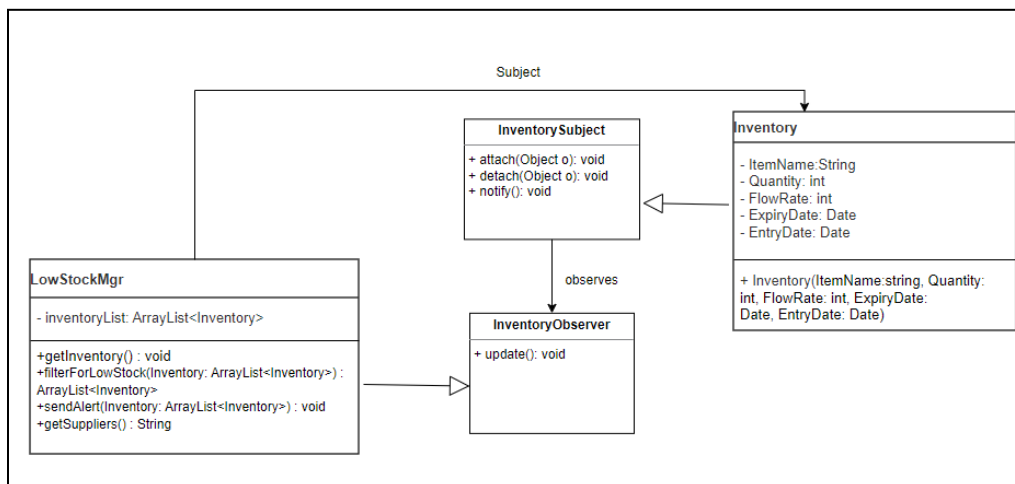 Subject
InventorySubject
+ attach(Object o): void
+ detach(Object o): void
+ notify(): void
Inventory
- ItemName:String
- Quantity: int
- FlowRate: int
- ExpiryDate: Date
- EntryDate: Date
+ Inventory(ItemName:string, Quantity:
int, FlowRate: int, ExpiryDate:
Date, EntryDate: Date)
observes
LowStockMgr
- inventoryList: ArrayList<Inventory>
+getInventory() : void
+filterForLowStock(Inventory: ArrayList<Inventory>) :
ArrayList<Inventory>
+sendAlert(Inventory: ArrayList<Inventory>) : void
+getSuppliers() : String
InventoryObserver
+ update(): void